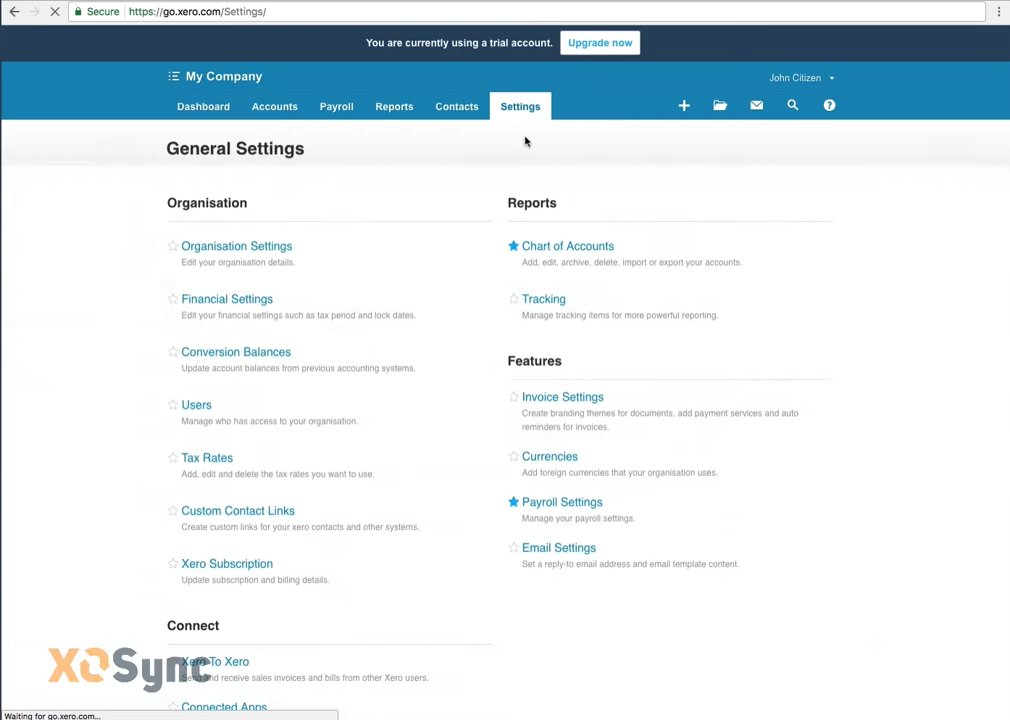 Secure https://go.xero.com/Settings/
You are currently using a trial account. Upgrade now
My Company
John Citizen
Dashboard Accounts Payroll Reports Contacts Settings
General Settings
Organisation
Organisation Settings
Edit your organisation details.
Financial Settings
Edit your financial settings such as tax period and lock dates.
Conversion Balances
Update account balances from previous accounting systems.
Users
Manage who has access to your organisation.
Tax Rates
Add, edit and delete the tax rates you want to use.
Custom Contact Links
Create custom links for your xero contacts and other systems.
Xero Subscription
Update subscription and billing details.
Connect
Xero To Xero
Send and receive sales invoices and bills from other Xero users.
Connected Apps
Reports
Chart of Accounts
Add, edit, archive, delete, import or export your accounts.
Tracking
Manage tracking items for more powerful reporting.
Features
Invoice Settings
Create branding themes for documents, add payment services and auto
reminders for invoices.
Currencies
Add foreign currencies that your organisation uses.
Payroll Settings
Manage your payroll settings.
Email Settings
Set a reply-to email address and email template content.
XOSync
Waiting for go.xero.com...